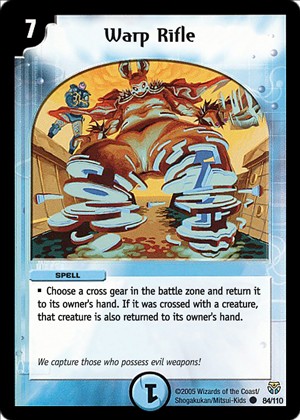 7
Warp Rifle
SPELL
▪ Choose a cross gear in the battle zone and return it
to its owner's hand. If it was crossed with a creature,
that creature is also returned to its owner's hand.
We capture those who possess evil weapons!
1
©2005 Wizards of the Coast/
Shogakukan/Mitsui-Kids ● 84/110